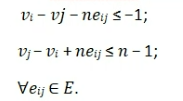 vᵢ − vj − neᵢⱼ ≤ −1;
vⱼ − vᵢ + neᵢⱼ ≤ n − 1;
∀eᵢⱼ ∈ E.